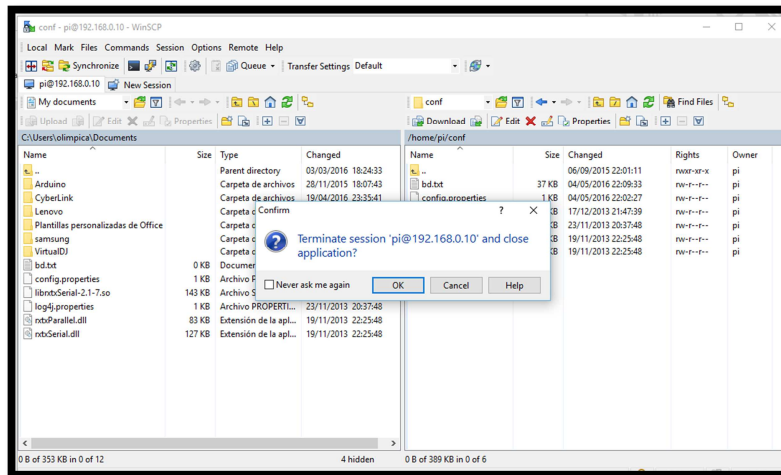 conf - pi@192.168.0.10 - WinSCP
Local Mark Files Commands Session Options Remote Help
Synchronize Queue Transfer Settings Default
pi@192.168.0.10 New Session
My documents conf Find Files
Upload Edit Properties Download Edit Properties
C:\Users\olimpica\Documents /home/pi/conf
Name Size Type Changed Name Size Changed Rights Owner
.. Parent directory 03/03/2016 18:24:33 .. 06/09/2015 22:01:11 rwxr-xr-x pi
Arduino Carpeta de archivos 28/11/2015 18:07:43 bd.txt 37 KB 04/05/2016 22:09:33 rw-r--r-- pi
CyberLink Carpeta de archivos 19/04/2016 23:35:41 config.properties 1 KB 04/05/2016 22:02:27 rw-r--r-- pi
Lenovo Carpeta KB 17/12/2013 21:47:39 rw-r--r-- pi
Plantillas personalizadas de Office Carpeta KB 23/11/2013 20:37:48 rw-r--r-- pi
samsung Carpeta KB 19/11/2013 22:25:48 rw-r--r-- pi
VirtualDJ Carpeta KB 19/11/2013 22:25:48 rw-r--r-- pi
Confirm ?
Terminate session 'pi@192.168.0.10' and close
application?
Never ask me again OK Cancel Help
bd.txt 0 KB
config.properties 1 KB Archivo
librxtxSerial-2.1-7.so 143 KB Archivo
log4j.properties 1 KB Archivo PROPERTI... 23/11/2013 20:37:48
rxtxParallel.dll 83 KB Extensión de la apl... 19/11/2013 22:25:48
rxtxSerial.dll 127 KB Extensión de la apl... 19/11/2013 22:25:48
0 B of 353 KB in 0 of 12 4 hidden 0 B of 389 KB in 0 of 6